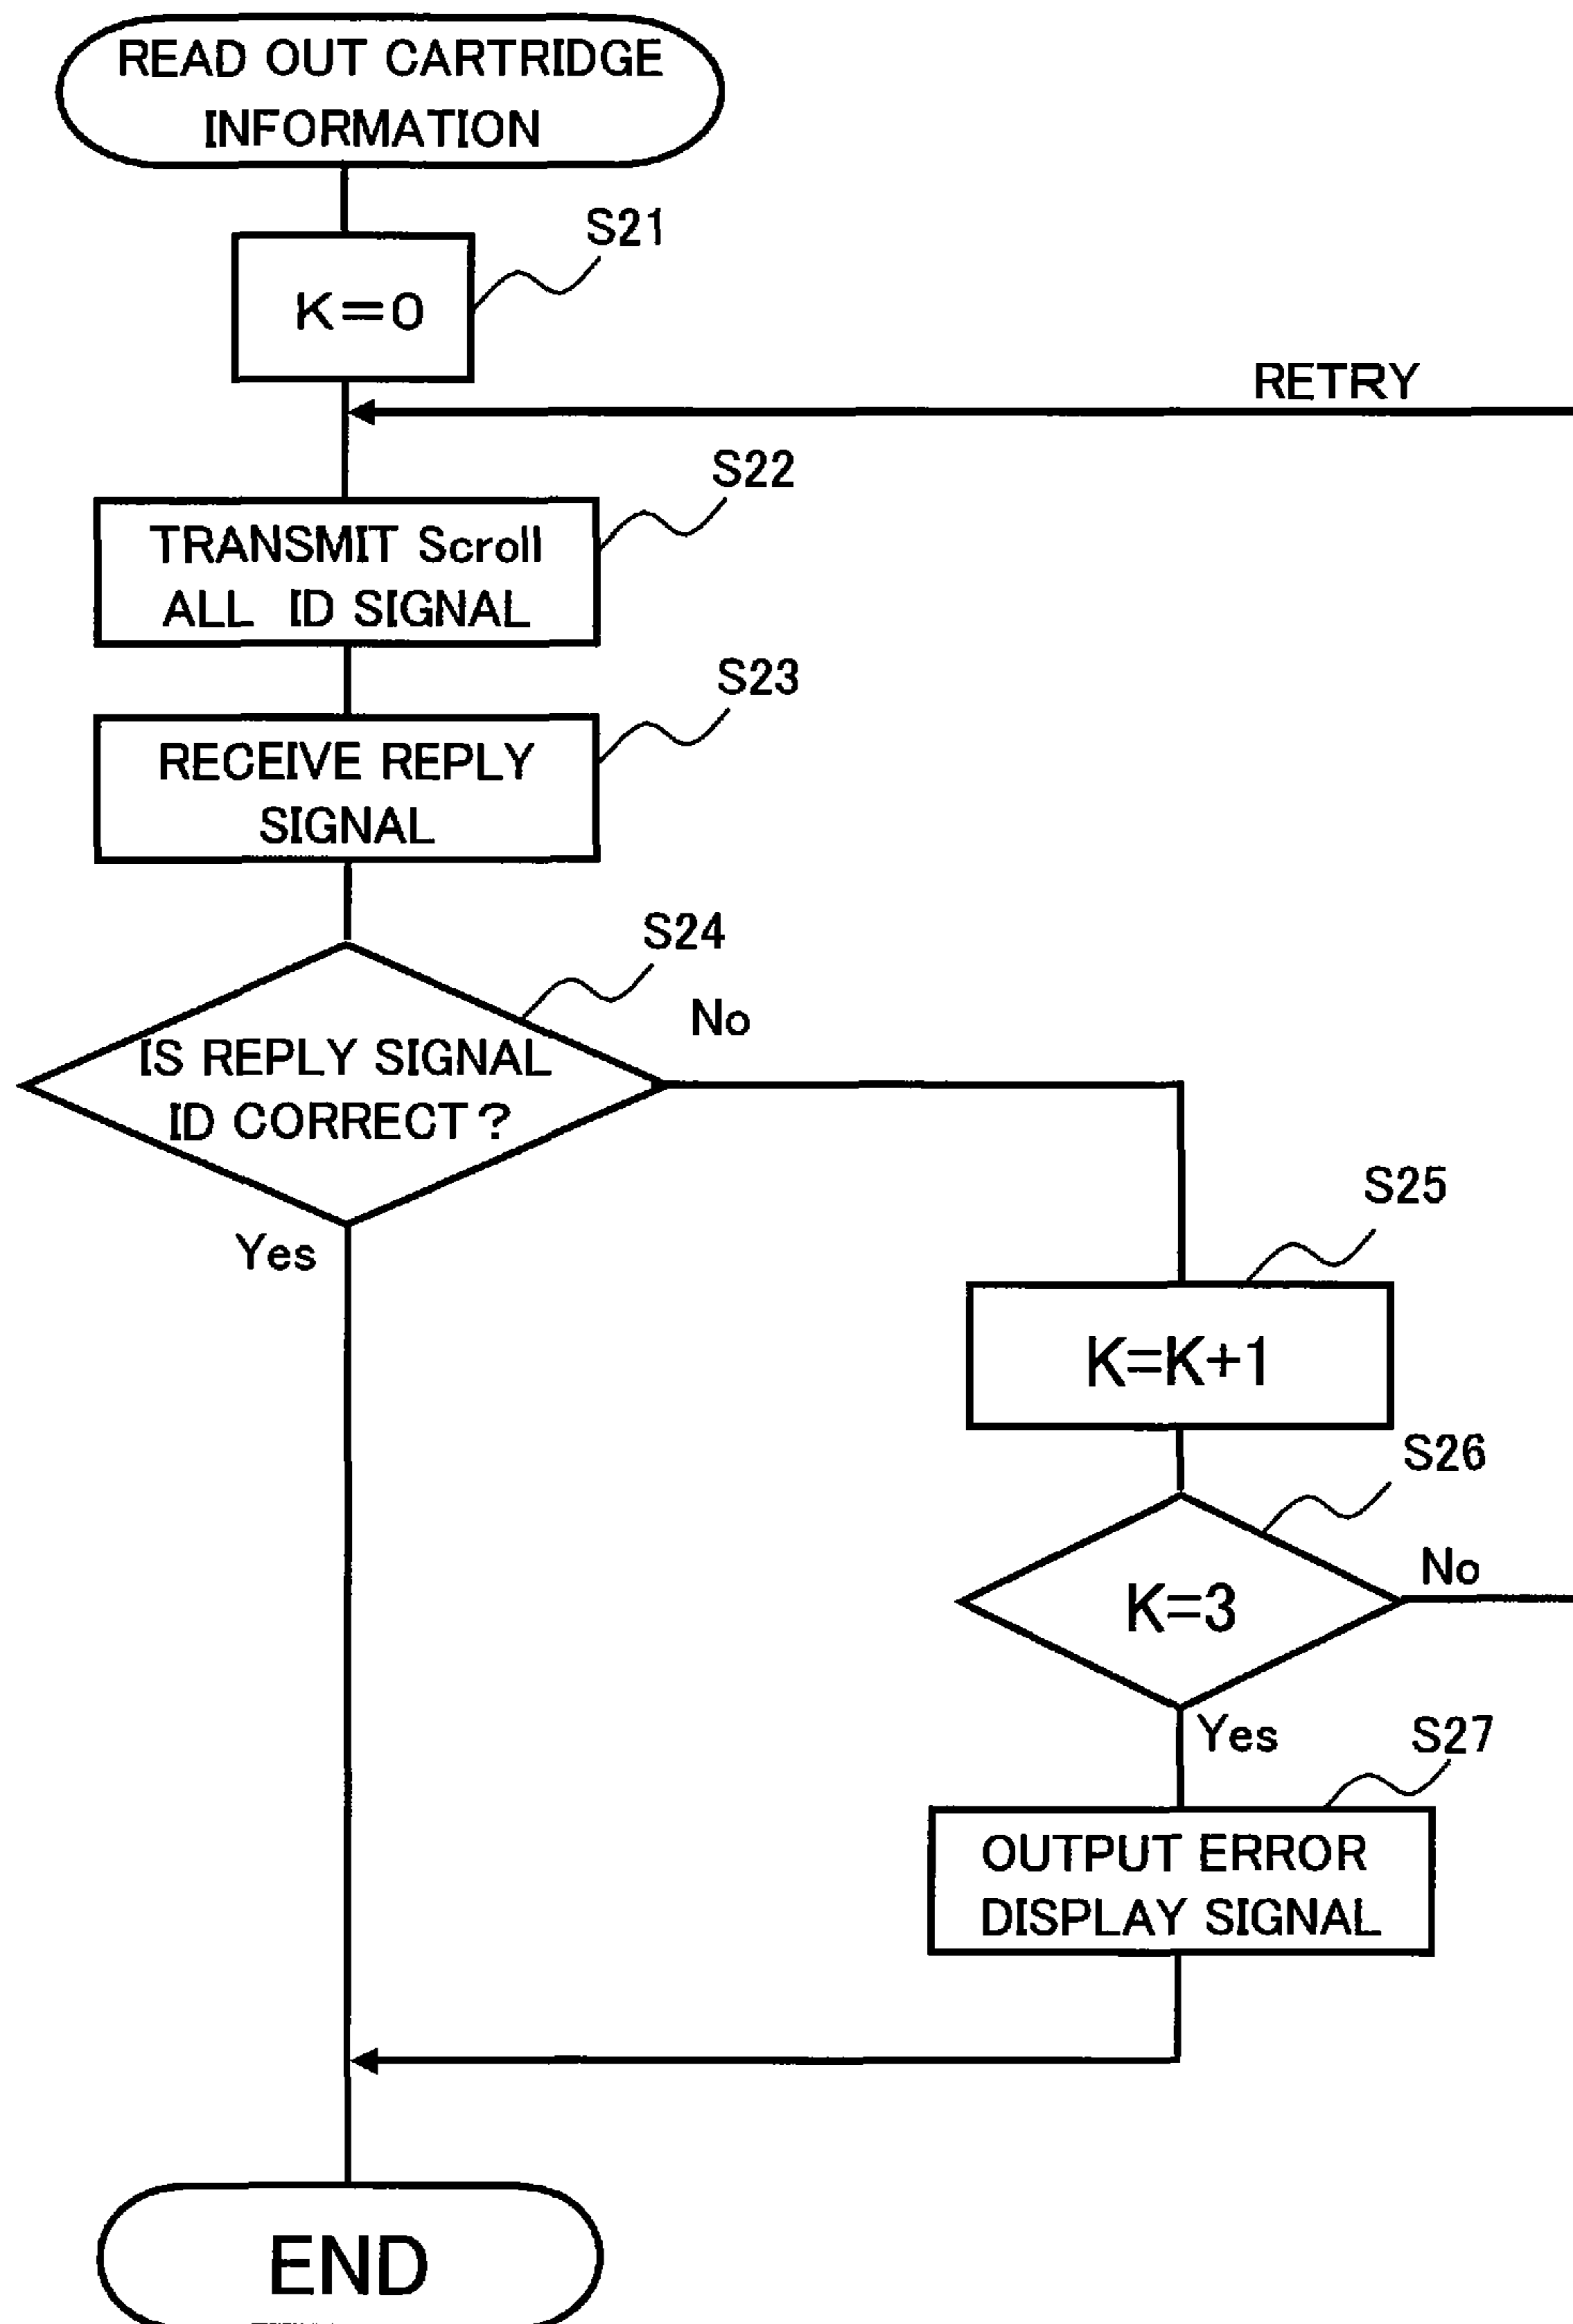 READ OUT CARTRIDGE
INFORMATION
S21
K=0
RETRY
S22
TRANSMIT Scroll
ALL ID SIGNAL
S23
RECEIVE REPLY
SIGNAL
S24
No
IS REPLY SIGNAL
ID CORRECT?
Yes
S25
K=K+1
S26
No
K=3
Yes
S27
OUTPUT ERROR
DISPLAY SIGNAL
END